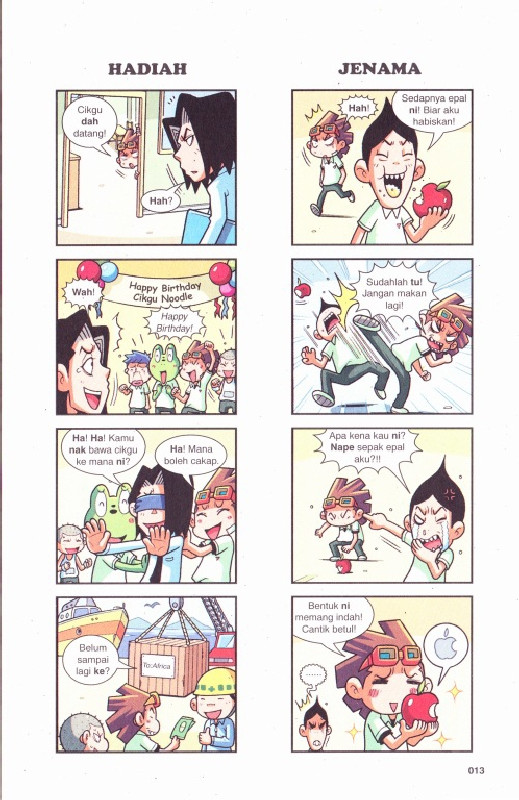 HADIAH
Cikgu
dah
datang!
Hah?
Wah!
Happy Birthday
Cikgu Noodle
Happy
Birthday!
Ha! Ha! Kamu
nak bawa cikgu
ke mana ni?
Ha! Mana
boleh cakap.
Belum
sampai
lagi ke?
To:Africa
JENAMA
Hah!
Sedapnya epal
ni! Biar aku
habiskan!
Sudahlah tu!
Jangan makan
lagi!
Apa kena kau ni?
Nape sepak epal
aku?!!
Bentuk ni
memang indah!
Cantik betul!
.......
013